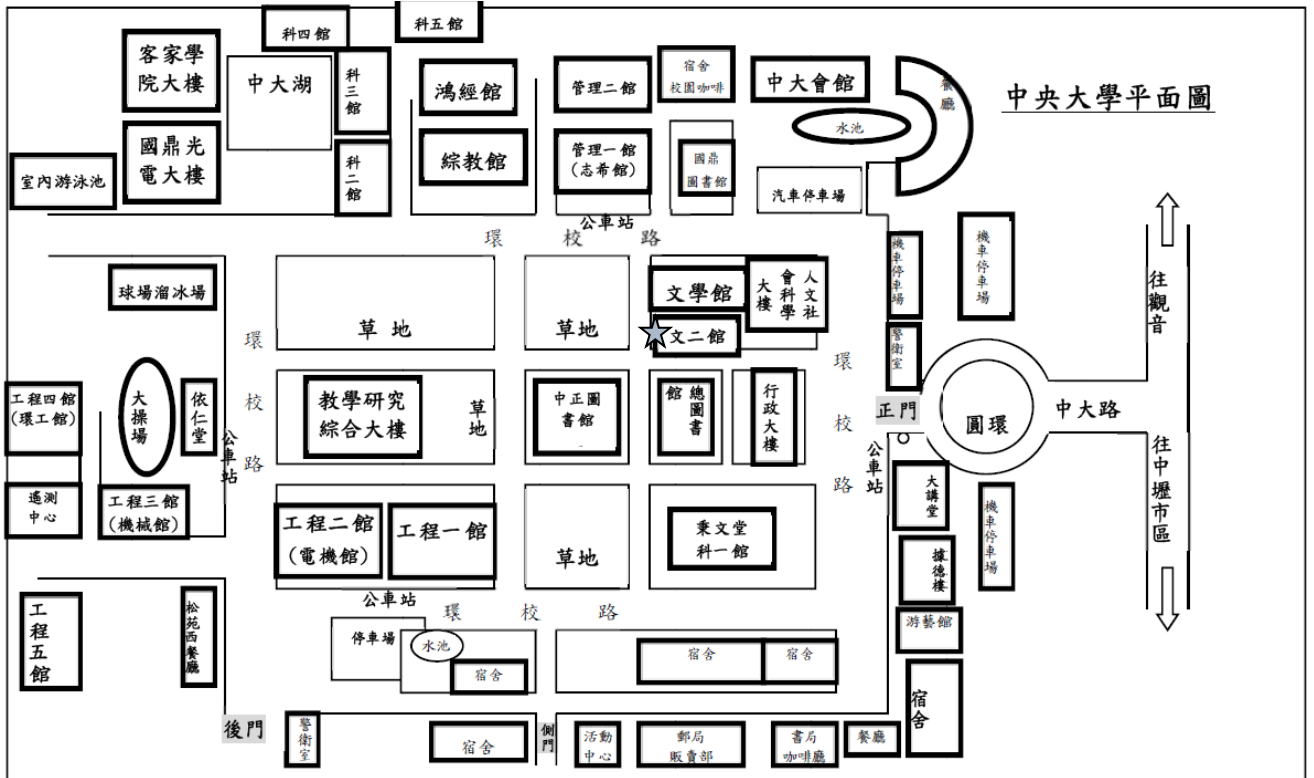 中央大學平面圖
科四館
科五館
客家學
院大樓
中大湖
科三館
鴻經館
管理二館
宿舍
校園咖啡
中大會館
餐廳
水池
國鼎光
電大樓
室內游泳池
科二館
綜教館
管理一館
(志希館)
國鼎
圖書館
汽車停車場
公車站
環校路
機車停車場
機車停車場
往觀音
球場溜冰場
草地
草地
文學館
人文社
會科學
大樓
文二館
環校路
環校路
警衛室
工程四館
(環工館)
大操場
依仁堂
公車站
教學研究
綜合大樓
草地
中正圖
書館
總圖書
館
行政大樓
正門
圓環
中大路
公車站
往中壢市區
遙測
中心
工程三館
(機械館)
工程二館
(電機館)
工程一館
草地
秉文堂
科一館
大講堂
機車停車場
據德樓
公車站
環校路
工程五館
松苑西餐廳
停車場
水池
宿舍
宿舍
宿舍
游藝館
宿舍
後門
警衛室
宿舍
側門
活動
中心
郵局
販賣部
書局
咖啡廳
餐廳